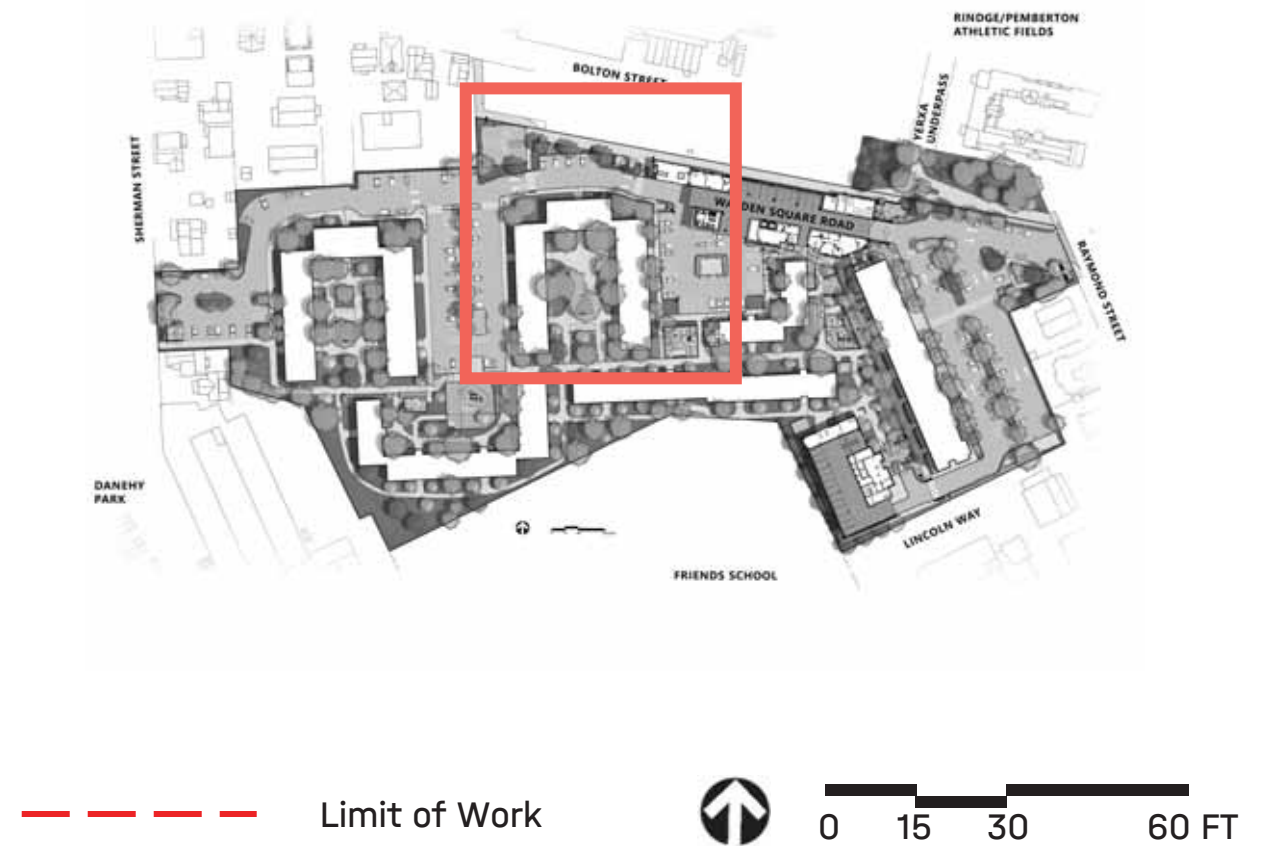 RINDGE/PEMBERTON
ATHLETIC FIELDS
BOLTON STREET
YERXA
UNDERPASS
SHERMAN STREET
WALDEN SQUARE ROAD
RAYMOND STREET
DANEHY
PARK
LINCOLN WAY
FRIENDS SCHOOL
Limit of Work
0 15 30 60 FT